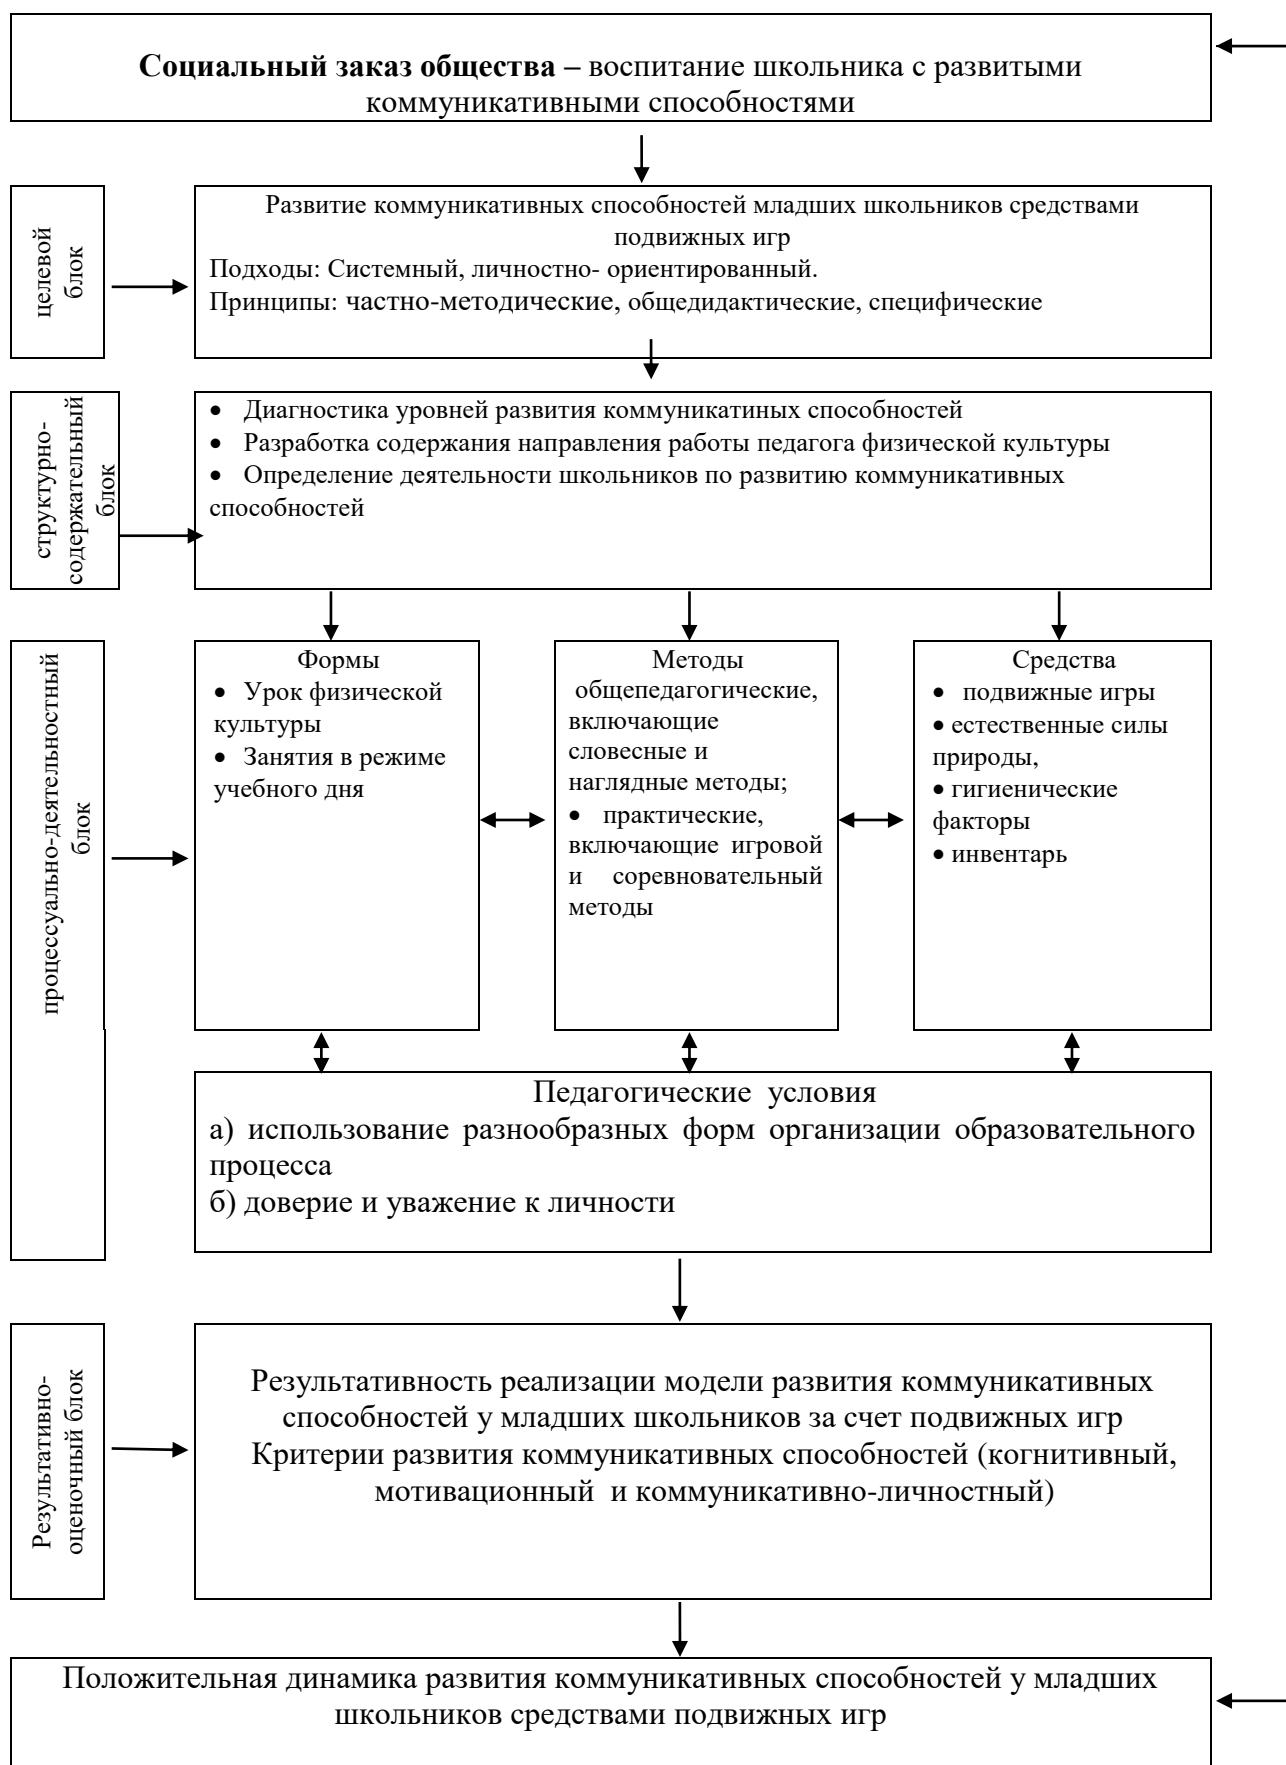 Социальный заказ общества – воспитание школьника с развитыми
коммуникативными способностями
целевой
блок
Развитие коммуникативных способностей младших школьников средствами
подвижных игр
Подходы: Системный, личностно- ориентированный.
Принципы: частно-методические, общедидактические, специфические
структурно-
содержательный
блок
• Диагностика уровней развития коммуникатиных способностей
• Разработка содержания направления работы педагога физической культуры
• Определение деятельности школьников по развитию коммуникативных
способностей
процессуально-деятельностный
блок
Формы
• Урок физической
культуры
• Занятия в режиме
учебного дня
Методы
общепедагогические,
включающие
словесные и
наглядные методы;
• практические,
включающие игровой
и соревновательный
методы
Средства
• подвижные игры
• естественные силы
природы,
• гигиенические
факторы
• инвентарь
Педагогические условия
а) использование разнообразных форм организации образовательного
процесса
б) доверие и уважение к личности
Результативно-
оценочный блок
Результативность реализации модели развития коммуникативных
способностей у младших школьников за счет подвижных игр
Критерии развития коммуникативных способностей (когнитивный,
мотивационный и коммуникативно-личностный)
Положительная динамика развития коммуникативных способностей у младших
школьников средствами подвижных игр